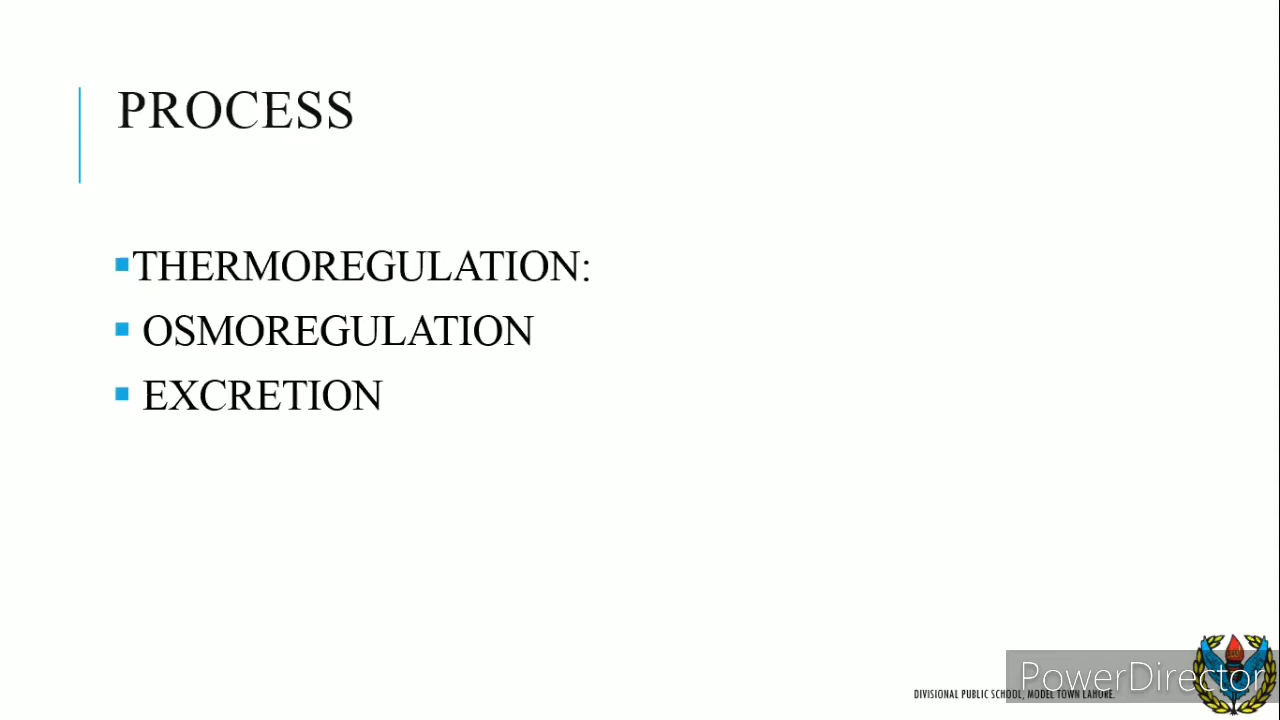 PROCESS
▪THERMOREGULATION:
▪ OSMOREGULATION
▪ EXCRETION
PowerDirector
DIVISIONAL PUBLIC SCHOOL, MODEL TOWN LAHORE.